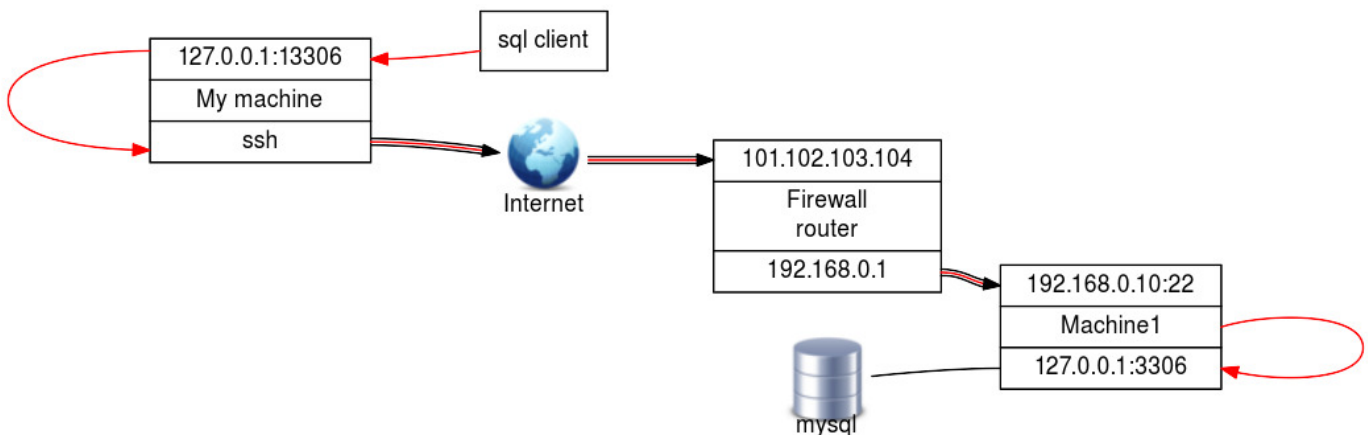 sql client
127.0.0.1:13306
My machine
ssh
Internet
101.102.103.104
Firewall
router
192.168.0.1
192.168.0.10:22
Machine1
127.0.0.1:3306
mysql